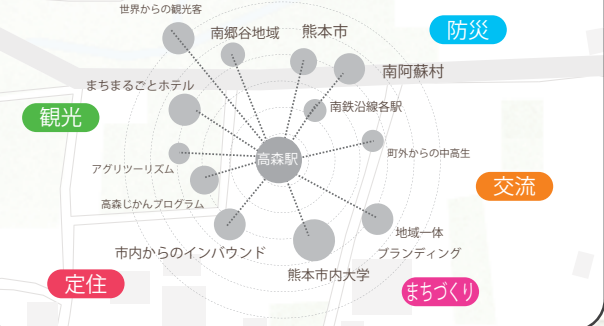 世界からの観光客
南郷谷地域
熊本市
防災
南阿蘇村
まちまるごとホテル
南鉄沿線各駅
観光
高森駅
町外からの中高生
アグリツーリズム
交流
高森じかんプログラム
地域一体
ブランディング
市内からのインバウンド
熊本市内大学
定住
まちづくり